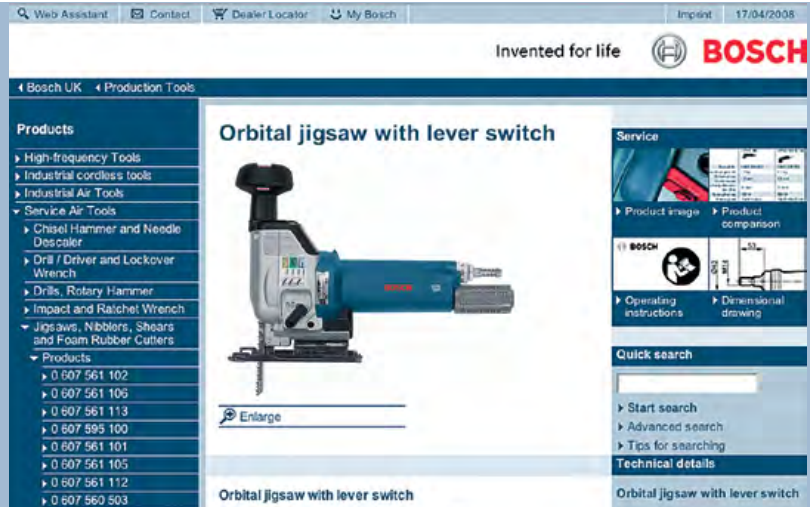 Web Assistant
Contact
Dealer Locator
My Bosch
Imprint
17/04/2008
Invented for life
BOSCH
Bosch UK
Production Tools
Products
High-frequency Tools
Industrial cordless tools
Industrial Air Tools
Service Air Tools
Chisel Hammer and Needle
Descaler
Drill / Driver and Lockover
Wrench
Drills, Rotary Hammer
Impact and Ratchet Wrench
Jigsaws, Nibblers, Shears
and Foam Rubber Cutters
Products
0 607 561 102
0 607 561 106
0 607 561 113
0 607 595 100
0 607 561 101
0 607 561 105
0 607 561 112
0 607 560 503
Orbital jigsaw with lever switch
BOSCH
Enlarge
Orbital jigsaw with lever switch
Service
Product image
Product
comparison
BOSCH
53
Operating
instructions
Dimensional
drawing
Quick search
Start search
Advanced search
Tips for searching
Technical details
Orbital jigsaw with lever switch